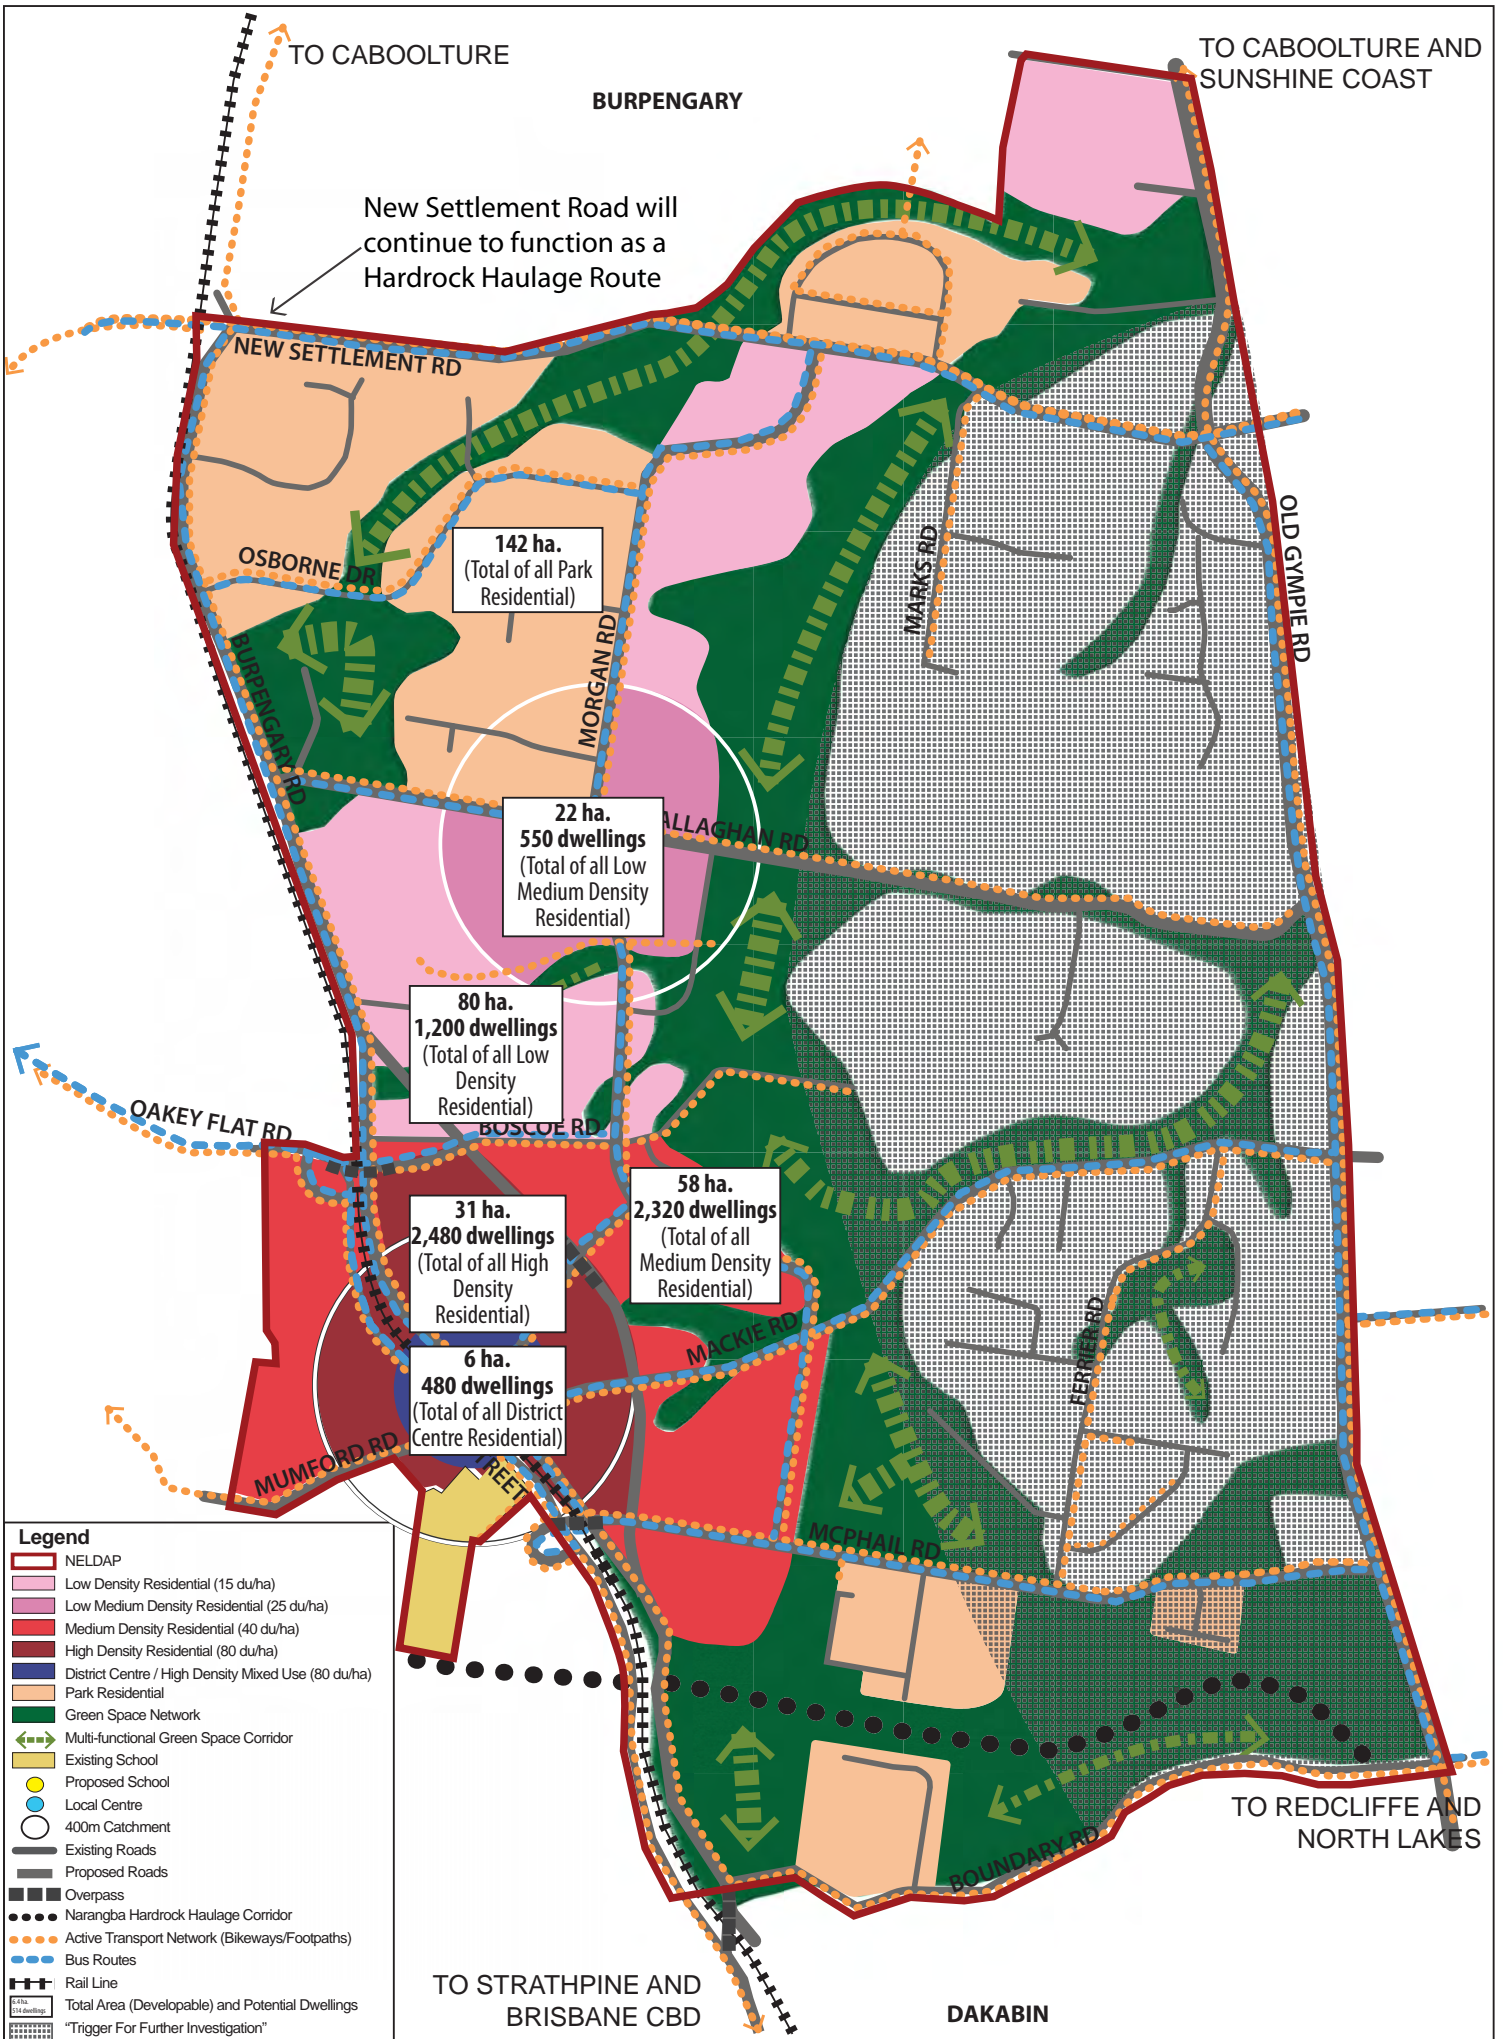 TO CABOOLTURE
TO CABOOLTURE AND
SUNSHINE COAST
BURPENGARY
New Settlement Road will
continue to function as a
Hardrock Haulage Route
NEW SETTLEMENT RD
OSBORNE DR
142 ha.
(Total of all Park
Residential)
MARKS RD
OLD GYMPIE RD
BURPENGARY RD
MORGAN RD
22 ha.
550 dwellings
(Total of all Low
Medium Density
Residential)
ALLAGHAN RD
80 ha.
1,200 dwellings
(Total of all Low
Density
Residential)
OAKEY FLAT RD
BOSCOE RD
58 ha.
2,320 dwellings
(Total of all
Medium Density
Residential)
31 ha.
2,480 dwellings
(Total of all High
Density
Residential)
MACKIE RD
FERRIER RD
6 ha.
480 dwellings
(Total of all District
Centre Residential)
MUMFORD RD
TREET
MCPHAIL RD
Legend
NELDAP
Low Density Residential (15 du/ha)
Low Medium Density Residential (25 du/ha)
Medium Density Residential (40 du/ha)
High Density Residential (80 du/ha)
District Centre / High Density Mixed Use (80 du/ha)
Park Residential
Green Space Network
Multi-functional Green Space Corridor
Existing School
Proposed School
Local Centre
400m Catchment
Existing Roads
Proposed Roads
Overpass
Narangba Hardrock Haulage Corridor
Active Transport Network (Bikeways/Footpaths)
Bus Routes
Rail Line
6.4 ha.
514 dwellings
Total Area (Developable) and Potential Dwellings
"Trigger For Further Investigation"
BOUNDARY RD
TO REDCLIFFE AND
NORTH LAKES
TO STRATHPINE AND
BRISBANE CBD
DAKABIN